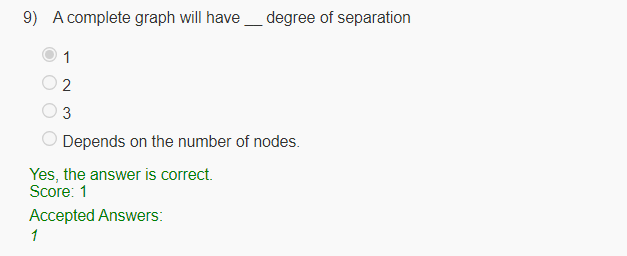 9) A complete graph will have __ degree of separation
1
2
3
Depends on the number of nodes.
Yes, the answer is correct.
Score: 1
Accepted Answers:
1